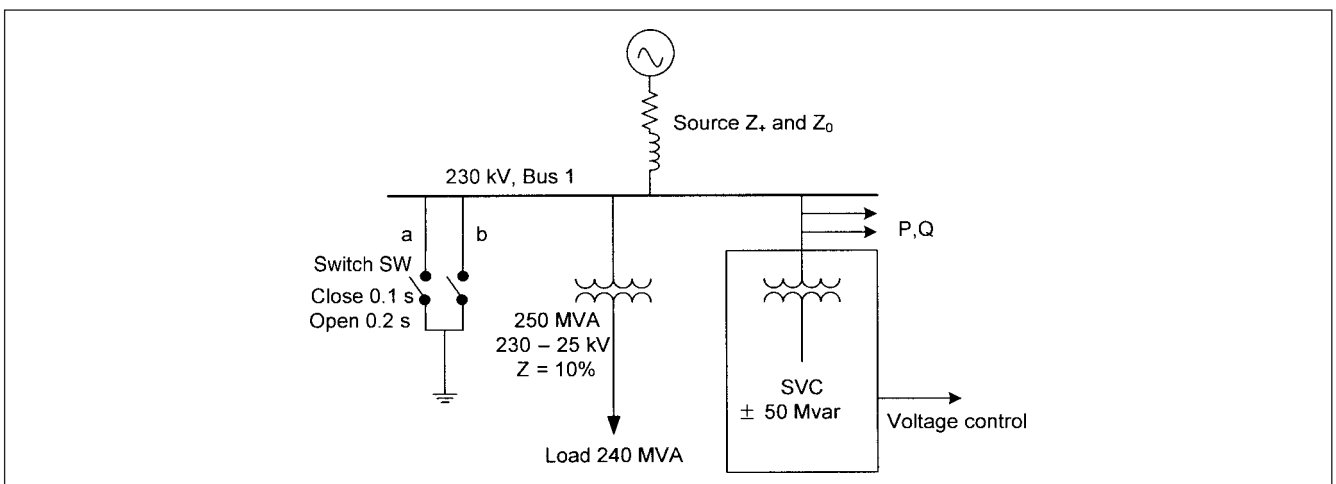 Source Z₊ and Z₀
230 kV, Bus 1
a
b
P,Q
Switch SW
Close 0.1 s
Open 0.2 s
250 MVA
230 – 25 kV
Z = 10%
SVC
± 50 Mvar
Voltage control
Load 240 MVA